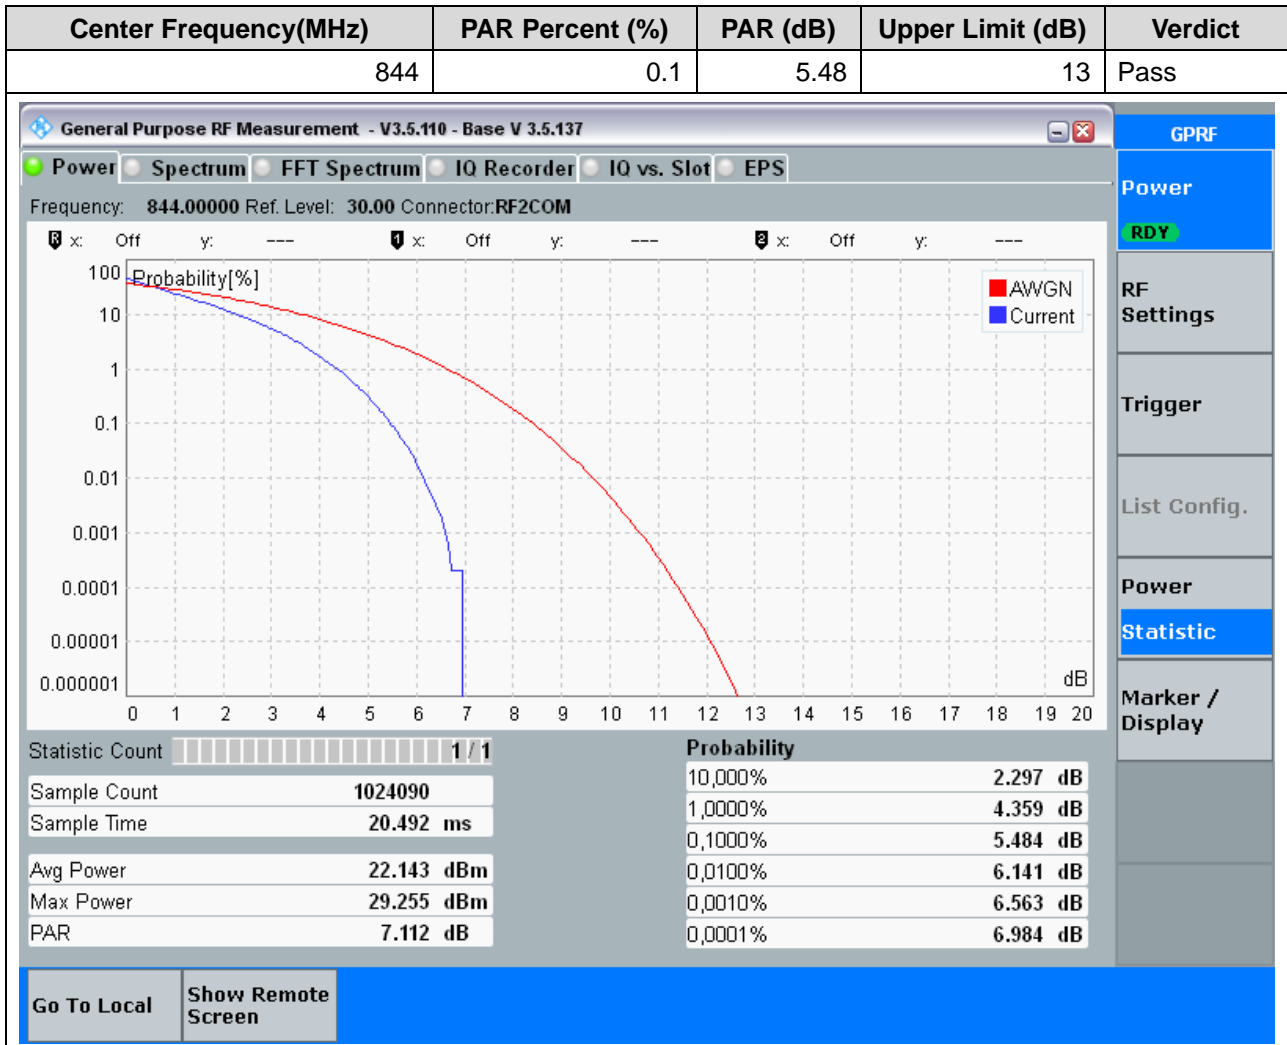 Center Frequency(MHz) PAR Percent (%) PAR (dB) Upper Limit (dB) Verdict
844 0.1 5.48 13 Pass
General Purpose RF Measurement - V3.5.110 - Base V 3.5.137
GPRF
Power Spectrum FFT Spectrum IQ Recorder IQ vs. Slot EPS
Frequency: 844.00000 Ref. Level: 30.00 Connector:RF2COM
R x: Off y: --- 1 x: Off y: --- 2 x: Off y: ---
Probability[%]
AWGN
Current
100
10
1
0.1
0.01
0.001
0.0001
0.00001
0.000001
dB
0 1 2 3 4 5 6 7 8 9 10 11 12 13 14 15 16 17 18 19 20
Statistic Count 1 / 1
Sample Count 1024090
Sample Time 20.492 ms
Avg Power 22.143 dBm
Max Power 29.255 dBm
PAR 7.112 dB
Probability
10,000% 2.297 dB
1,0000% 4.359 dB
0,1000% 5.484 dB
0,0100% 6.141 dB
0,0010% 6.563 dB
0,0001% 6.984 dB
Power
RDY
RF
Settings
Trigger
List Config.
Power
Statistic
Marker /
Display
Go To Local
Show Remote
Screen